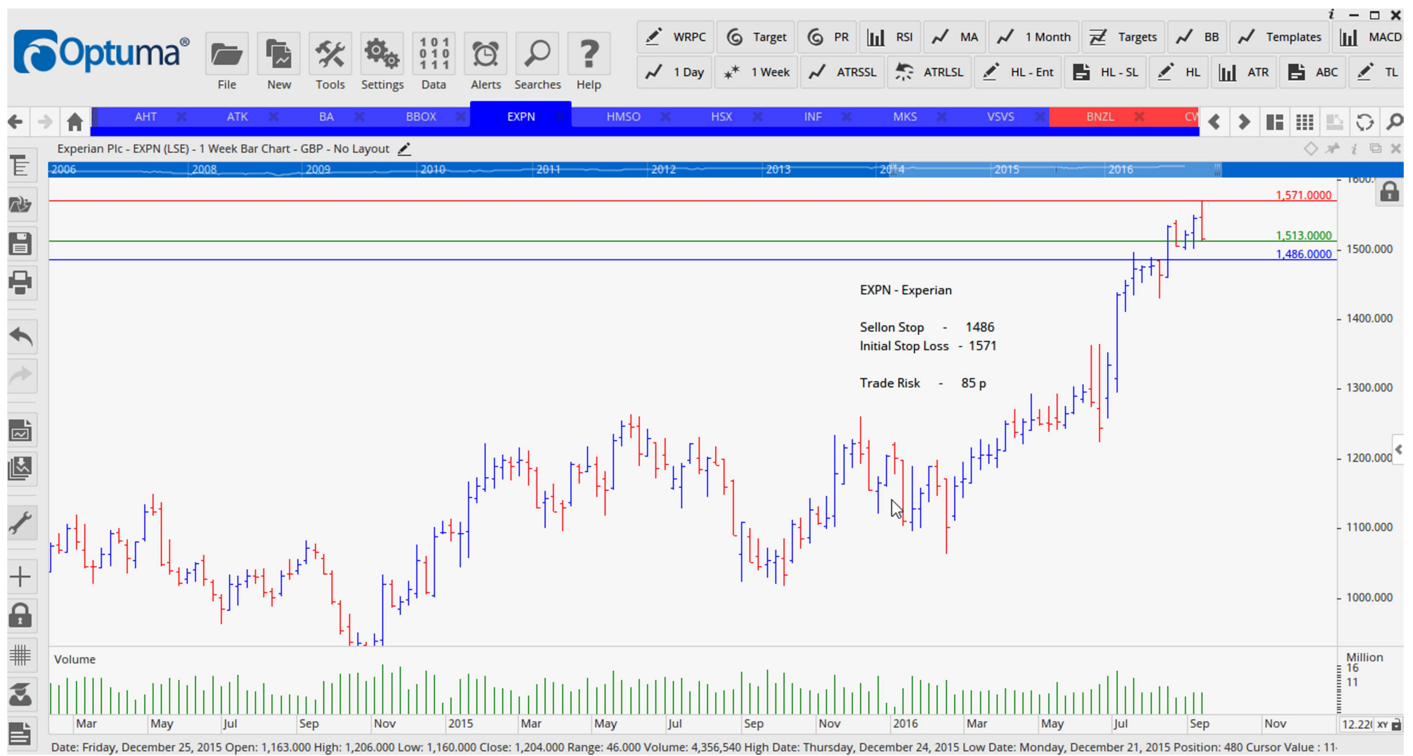 Optuma®
File New Tools Settings Data Alerts Searches Help
WRPC Target PR RSI MA 1 Month Targets BB Templates MACD
1 Day 1 Week ATRSSL ATRLSL HL - Ent HL - SL HL ATR ABC TL
AHT ATK BA BBOX EXPN HMSO HSX INF MKS VSVS BNZL CW
Experian Plc - EXPN (LSE) - 1 Week Bar Chart - GBP - No Layout
2006 2008 2009 2010 2011 2012 2013 2014 2015 2016
1600.
1,571.0000
1,513.0000
1500.000
1,486.0000
EXPN - Experian
Sellon Stop - 1486
Initial Stop Loss - 1571
Trade Risk - 85 p
1400.000
1300.000
1200.000
1100.000
1000.000
Volume
Million
16
11
Mar May Jul Sep Nov 2015 Mar May Jul Sep Nov 2016 Mar May Jul Sep Nov
12.220 XY
Date: Friday, December 25, 2015 Open: 1,163.000 High: 1,206.000 Low: 1,160.000 Close: 1,204.000 Range: 46.000 Volume: 4,356,540 High Date: Thursday, December 24, 2015 Low Date: Monday, December 21, 2015 Position: 480 Cursor Value : 11